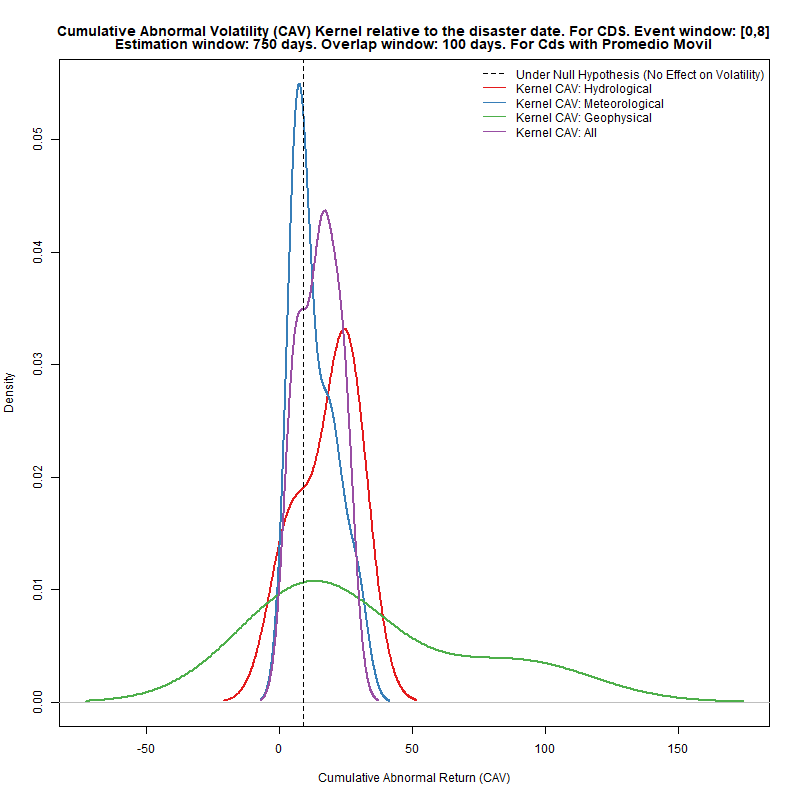 Cumulative Abnormal Volatility (CAV) Kernel relative to the disaster date. For CDS. Event window: [0,8]
Estimation window: 750 days. Overlap window: 100 days. For Cds with Promedio Movil
Under Null Hypothesis (No Effect on Volatility)
Kernel CAV: Hydrological
Kernel CAV: Meteorological
Kernel CAV: Geophysical
Kernel CAV: All
0.05
0.04
0.03
0.02
0.01
0.00
Density
-50 0 50 100 150
Cumulative Abnormal Return (CAV)